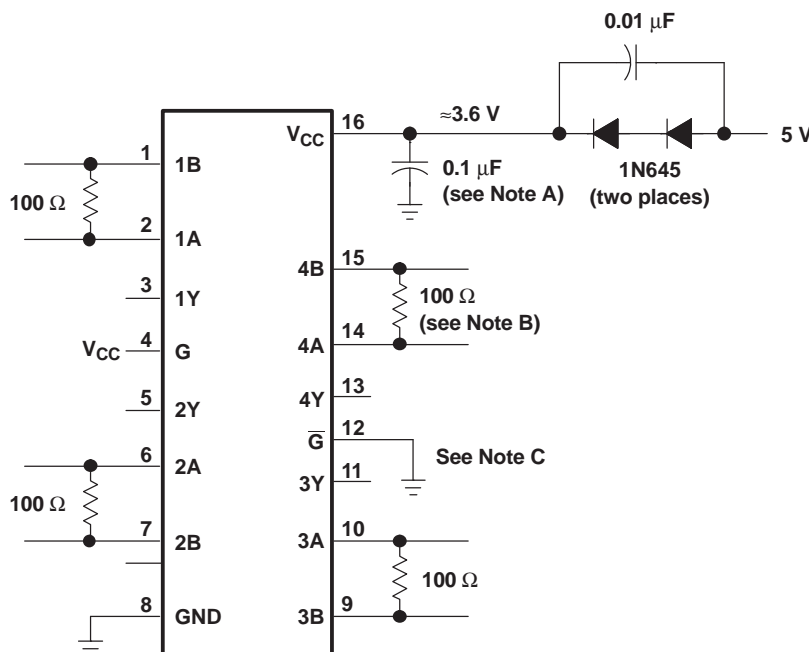 0.01 μF
16
VCC
≈3.6 V
5 V
1
1B
0.1 μF
(see Note A)
1N645
(two places)
100 Ω
2
1A
4B
15
3
1Y
100 Ω
(see Note B)
VCC
4
G
4A
14
5
2Y
4Y
13
G
12
See Note C
6
2A
3Y
11
100 Ω
7
2B
3A
10
100 Ω
8
GND
3B
9